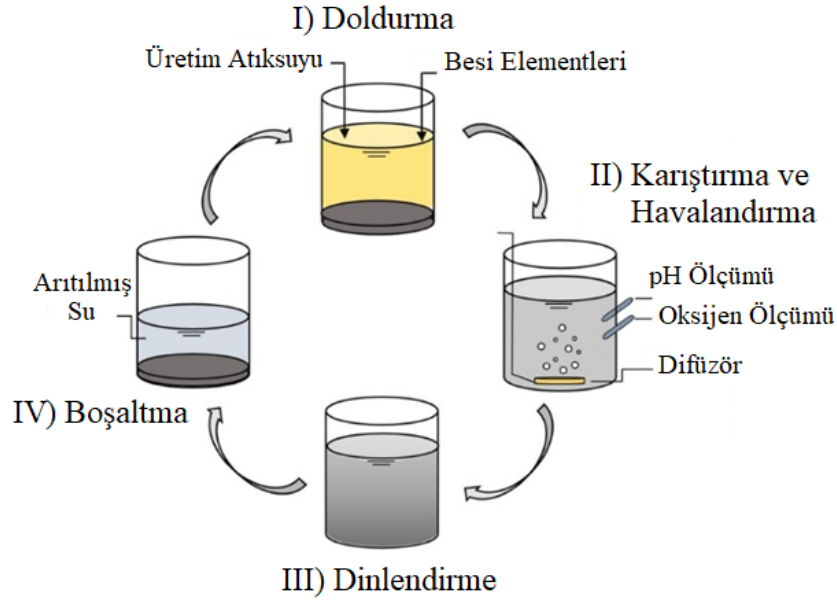 I) Doldurma
Üretim Atıksuyu
Besi Elementleri
II) Karıştırma ve
Havalandırma
pH Ölçümü
Oksijen Ölçümü
Difüzör
III) Dinlendirme
Arıtılmış
Su
IV) Boşaltma